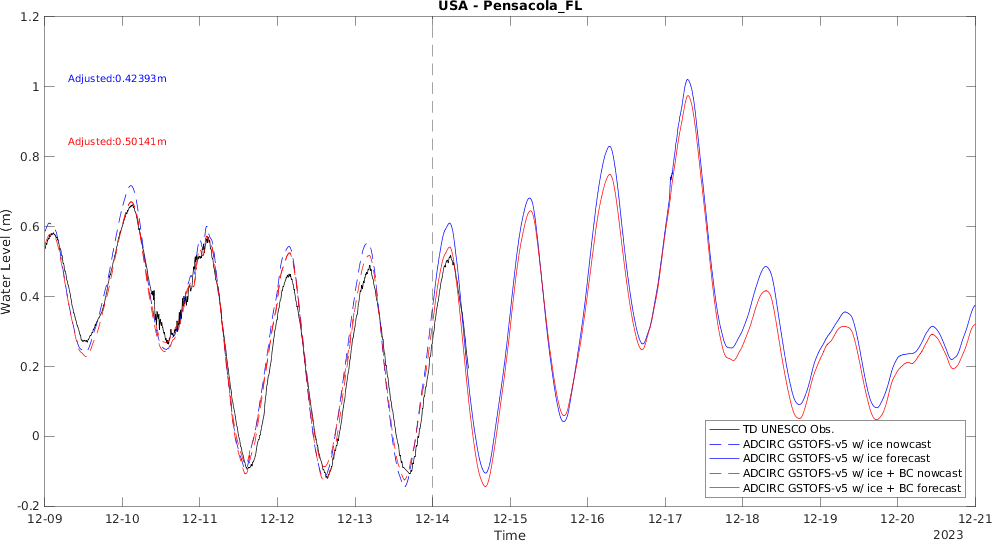 USA - Pensacola_FL
1.2
1
0.8
0.6
0.4
0.2
0
-0.2
Water Level (m)
Adjusted:0.42393m
Adjusted:0.50141m
TD UNESCO Obs.
ADCIRC GSTOFS-v5 w/ ice nowcast
ADCIRC GSTOFS-v5 w/ ice forecast
ADCIRC GSTOFS-v5 w/ ice + BC nowcast
ADCIRC GSTOFS-v5 w/ ice + BC forecast
12-09 12-10 12-11 12-12 12-13 12-14 12-15 12-16 12-17 12-18 12-19 12-20 12-21
Time
2023